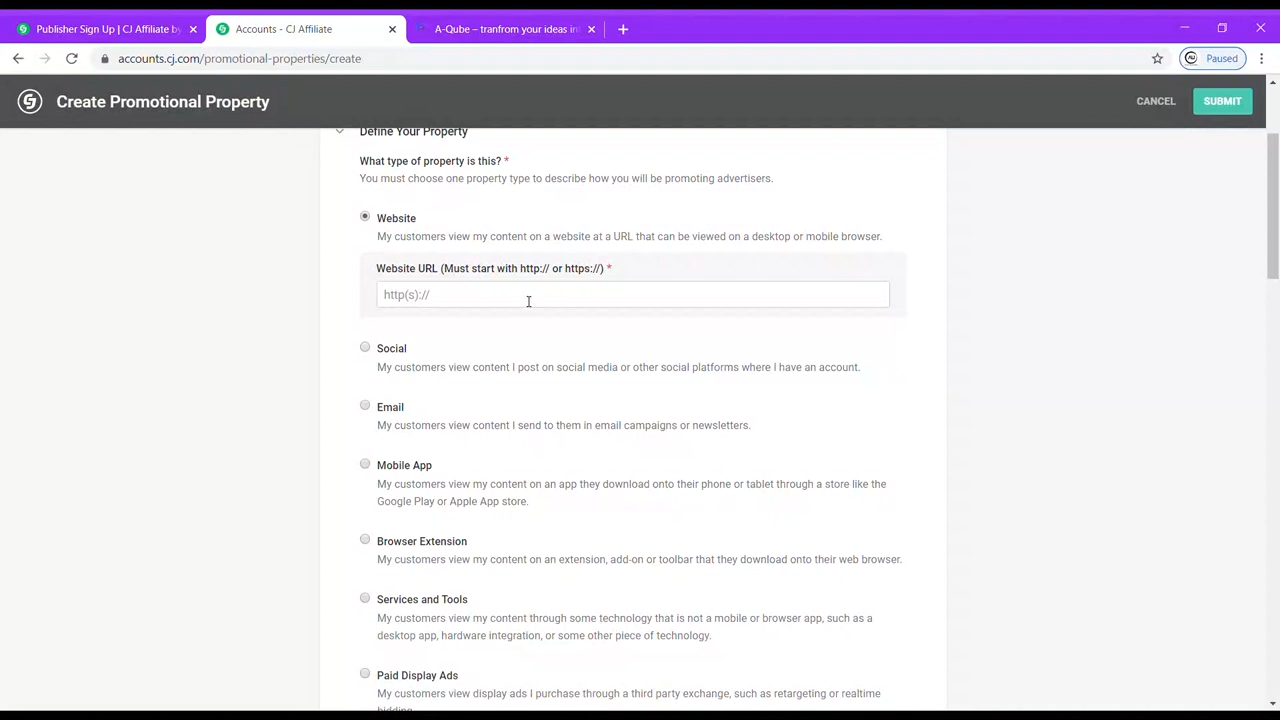 Publisher Sign Up | CJ Affiliate by
Accounts - CJ Affiliate
A-Qube – tranfrom your ideas int
accounts.cj.com/promotional-properties/create
Paused
Create Promotional Property
CANCEL
SUBMIT
Define Your Property
What type of property is this? *
You must choose one property type to describe how you will be promoting advertisers.
Website
My customers view my content on a website at a URL that can be viewed on a desktop or mobile browser.
Website URL (Must start with http:// or https://) *
http(s)://
Social
My customers view content I post on social media or other social platforms where I have an account.
Email
My customers view content I send to them in email campaigns or newsletters.
Mobile App
My customers view my content on an app they download onto their phone or tablet through a store like the
Google Play or Apple App store.
Browser Extension
My customers view my content on an extension, add-on or toolbar that they download onto their web browser.
Services and Tools
My customers view my content through some technology that is not a mobile or browser app, such as a
desktop app, hardware integration, or some other piece of technology.
Paid Display Ads
My customers view display ads I purchase through a third party exchange, such as retargeting or realtime
bidding.